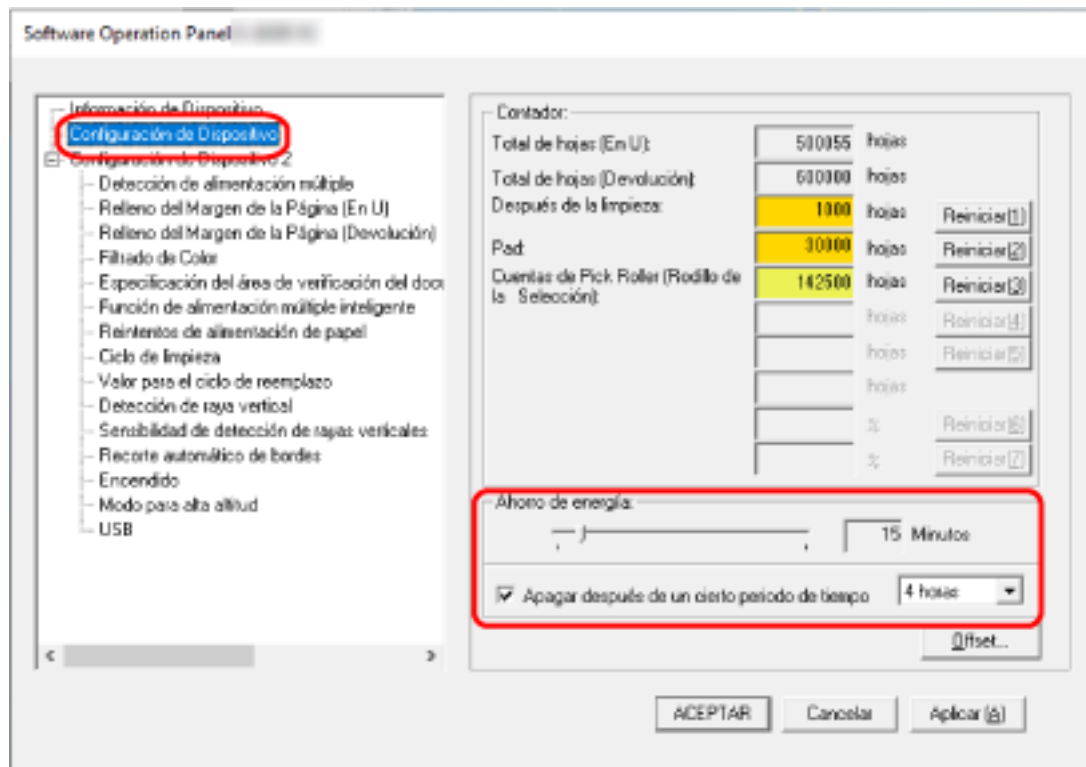 Software Operation Panel
Información de Dispositivo
Configuración de Dispositivo
Configuración de Dispositivo 2
Detección de alimentación múltiple
Relleno del Margen de la Página (En U)
Relleno del Margen de la Página (Devolución)
Filtrado de Color
Especificación del área de verificación del docu
Función de alimentación múltiple inteligente
Reintentos de alimentación de papel
Ciclo de limpieza
Valor para el ciclo de reemplazo
Detección de raya vertical
Sensibilidad de detección de rayas verticales
Recorte automático de bordes
Encendido
Modo para alta altitud
USB
Contador:
Total de hojas (En U): 500055 hojas
Total de hojas (Devolución): 600000 hojas
Después de la limpieza: 1000 hojas Reiniciar(1)
Pad: 30000 hojas Reiniciar(2)
Cuentas de Pick Roller (Rodillo de
la Selección): 142500 hojas Reiniciar(3)
hojas Reiniciar(4)
hojas Reiniciar(5)
hojas
% Reiniciar(6)
% Reiniciar(7)
Ahorro de energía:
15 Minutos
Apagar después de un cierto periodo de tiempo 4 horas
Offset...
ACEPTAR Cancelar Aplicar (A)